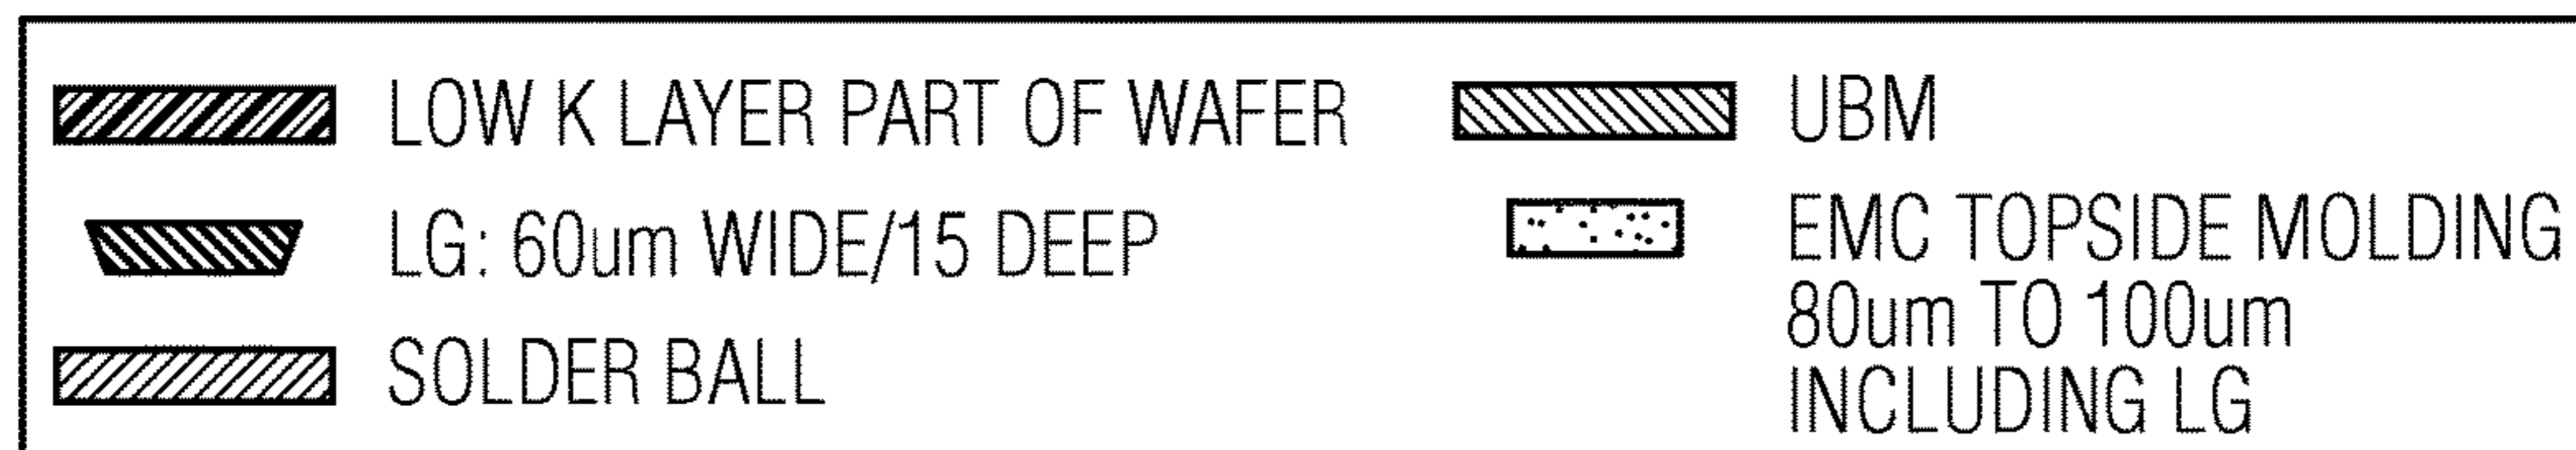 LOW K LAYER PART OF WAFER
LG: 60um WIDE/15 DEEP
SOLDER BALL
UBM
EMC TOPSIDE MOLDING
80um TO 100um
INCLUDING LG